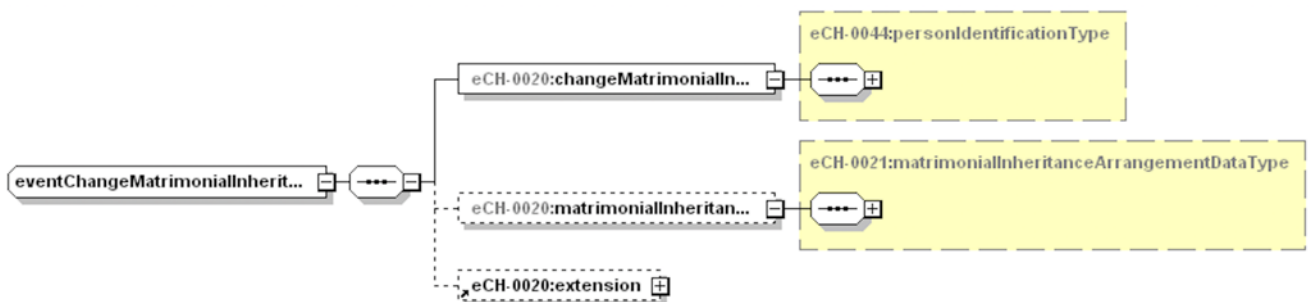 eCH-0044:personIdentificationType
eCH-0020:changeMatrimonialIn...
eventChangeMatrimonialInherit...
eCH-0021:matrimonialInheritanceArrangementDataType
eCH-0020:matrimonialInheritan...
eCH-0020:extension